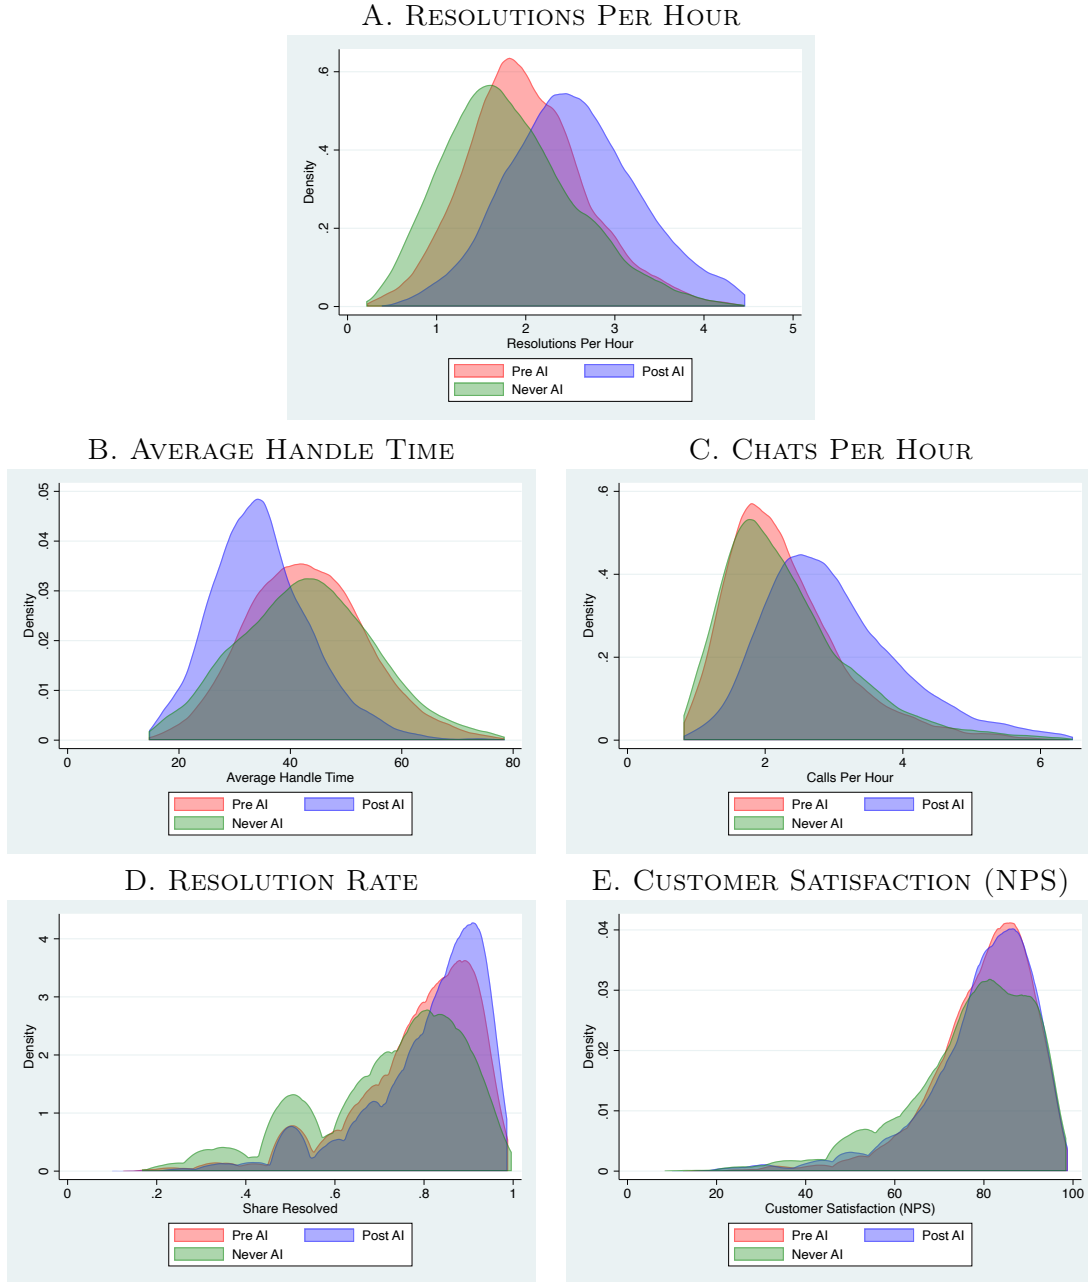 A. RESOLUTIONS PER HOUR
Density
0
.2
.4
.6
0 1 2 3 4 5
Resolutions Per Hour
Pre AI Post AI
Never AI
B. AVERAGE HANDLE TIME
Density
0
.01
.02
.03
.04
.05
0 20 40 60 80
Average Handle Time
Pre AI Post AI
Never AI
C. CHATS PER HOUR
Density
0
.2
.4
.6
0 2 4 6
Calls Per Hour
Pre AI Post AI
Never AI
D. RESOLUTION RATE
Density
0
1
2
3
4
0 .2 .4 .6 .8 1
Share Resolved
Pre AI Post AI
Never AI
E. CUSTOMER SATISFACTION (NPS)
Density
0
.01
.02
.03
.04
0 20 40 60 80 100
Customer Satisfaction (NPS)
Pre AI Post AI
Never AI